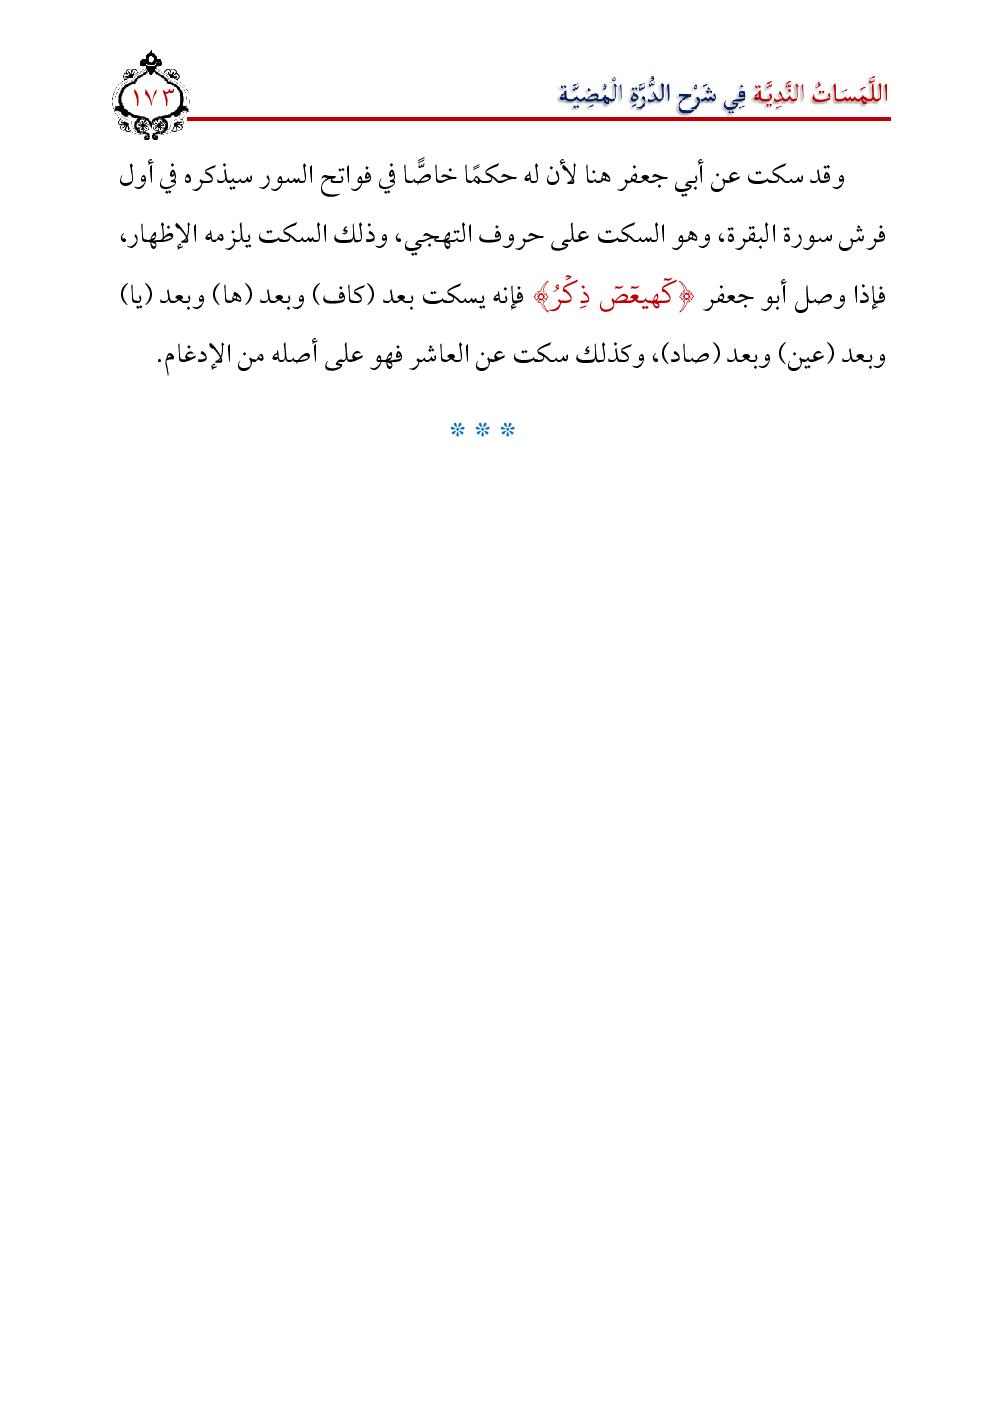 اللَّمَسَاتُ النَّدِيَّة فِي شَرْحِ الدُّرَّةِ الْمُضِيَّة
١٧٣
وقد سكت عن أبي جعفر هنا لأن له حكمًا خاصًّا في فواتح السور سيذكره في أول
فرش سورة البقرة، وهو السكت على حروف التهجي، وذلك السكت يلزمه الإظهار،
فإذا وصل أبو جعفر ﴿كٓهيعٓصٓ ذِكۡرُ﴾ فإنه يسكت بعد (كاف) وبعد (ها) وبعد (يا)
وبعد (عين) وبعد (صاد)، وكذلك سكت عن العاشر فهو على أصله من الإدغام.
* * *